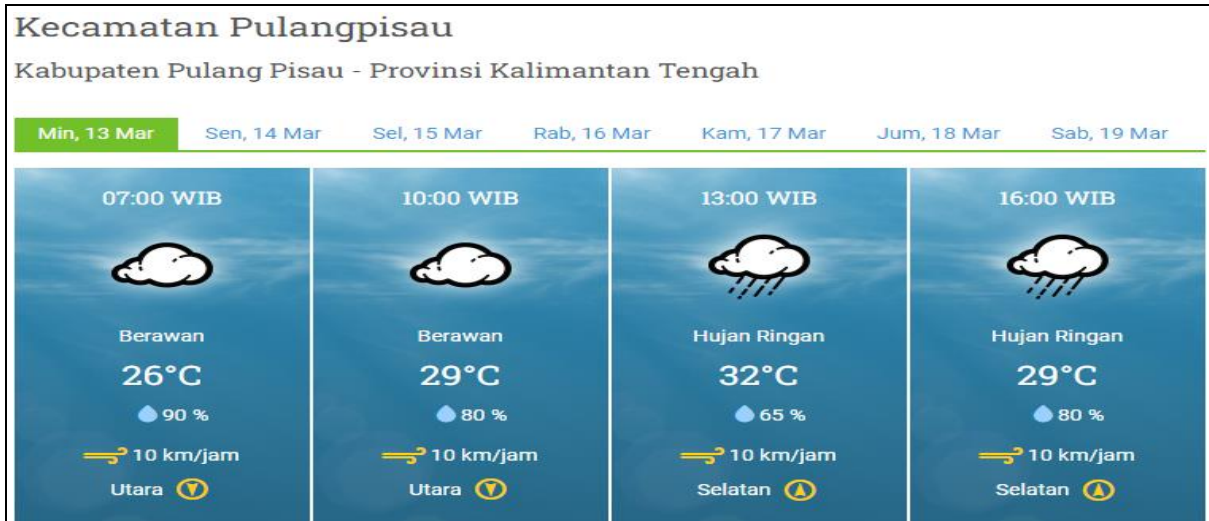 Kecamatan Pulangpisau
Kabupaten Pulang Pisau - Provinsi Kalimantan Tengah
Min, 13 Mar Sen, 14 Mar Sel, 15 Mar Rab, 16 Mar Kam, 17 Mar Jum, 18 Mar Sab, 19 Mar
07:00 WIB 10:00 WIB 13:00 WIB 16:00 WIB
Berawan Berawan Hujan Ringan Hujan Ringan
26°C 29°C 32°C 29°C
90 % 80 % 65 % 80 %
10 km/jam 10 km/jam 10 km/jam 10 km/jam
Utara Utara Selatan Selatan